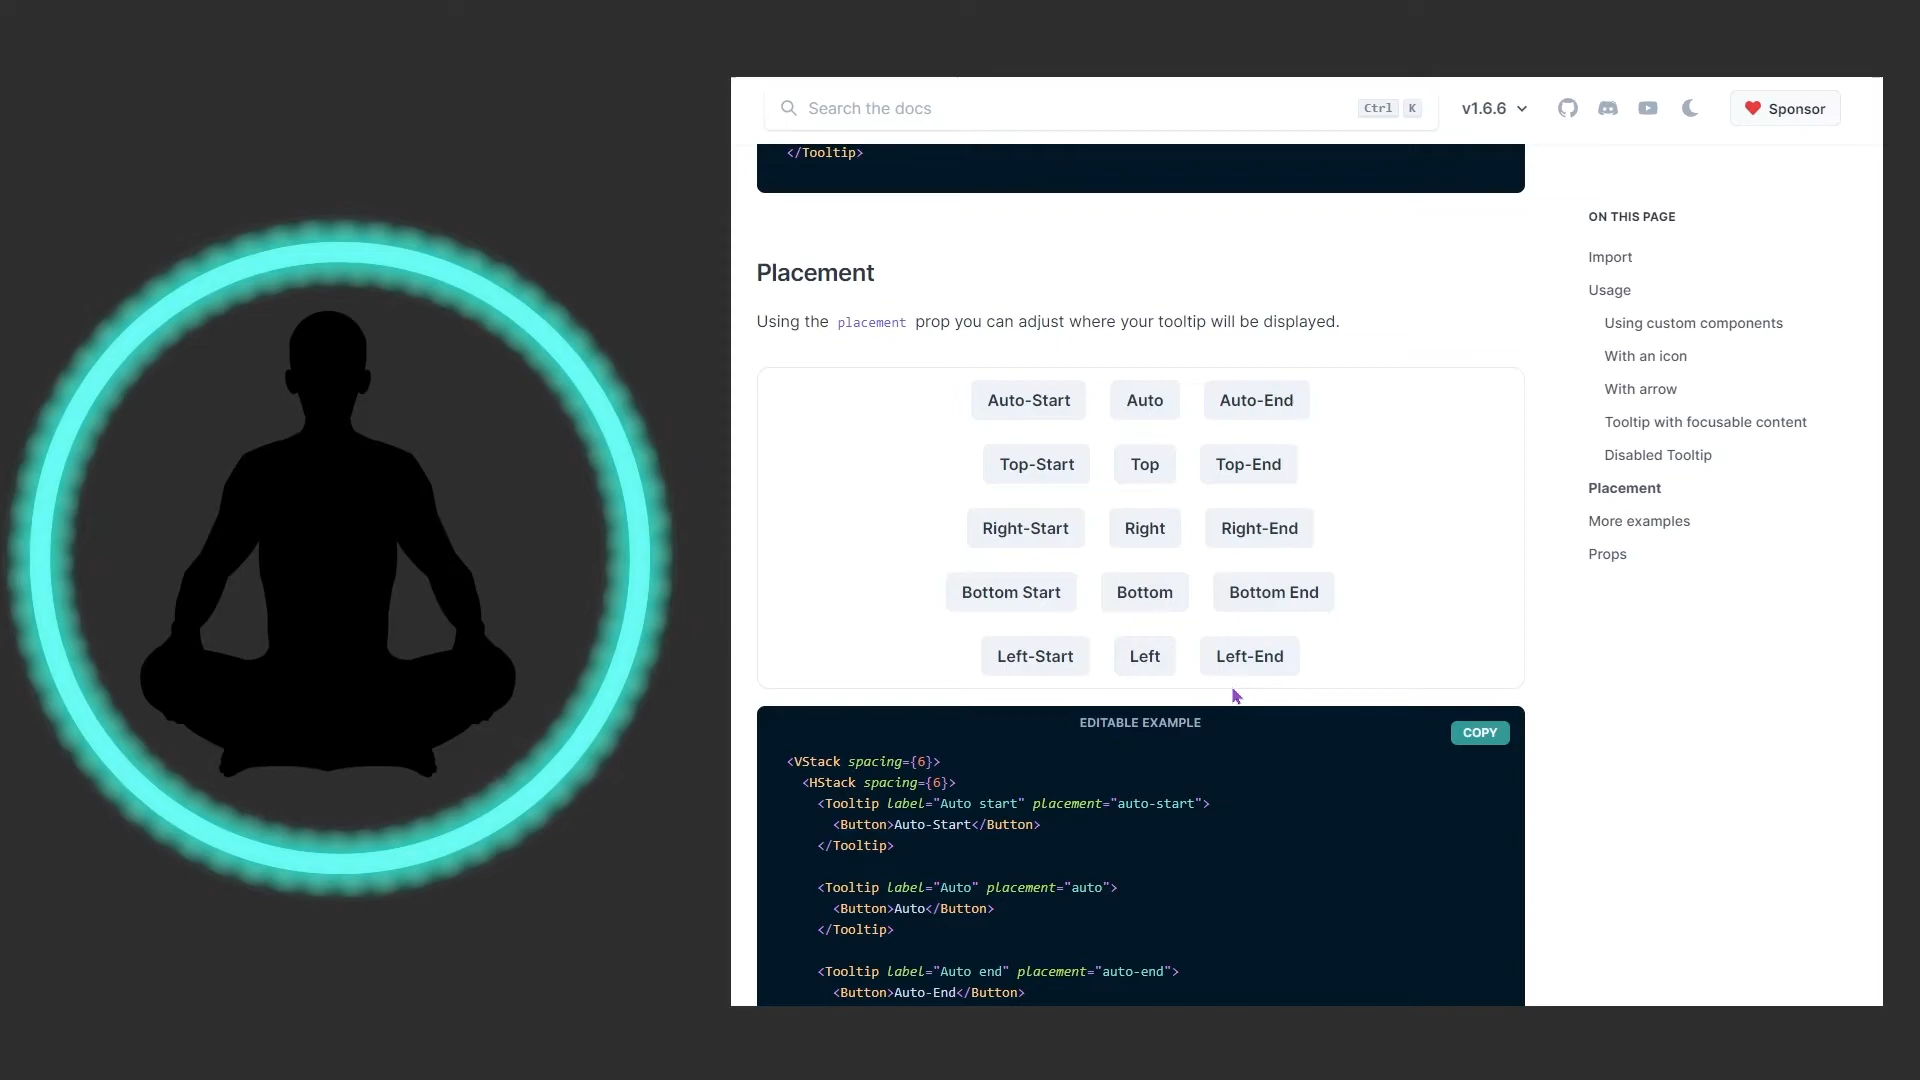 Search the docs
Ctrl K
v1.6.6
Sponsor
</Tooltip>
Placement
Using the placement prop you can adjust where your tooltip will be displayed.
Auto-Start Auto Auto-End
Top-Start Top Top-End
Right-Start Right Right-End
Bottom Start Bottom Bottom End
Left-Start Left Left-End
EDITABLE EXAMPLE
COPY
<VStack spacing={6}>
<HStack spacing={6}>
<Tooltip label="Auto start" placement="auto-start">
<Button>Auto-Start</Button>
</Tooltip>
<Tooltip label="Auto" placement="auto">
<Button>Auto</Button>
</Tooltip>
<Tooltip label="Auto end" placement="auto-end">
<Button>Auto-End</Button>
ON THIS PAGE
Import
Usage
Using custom components
With an icon
With arrow
Tooltip with focusable content
Disabled Tooltip
Placement
More examples
Props